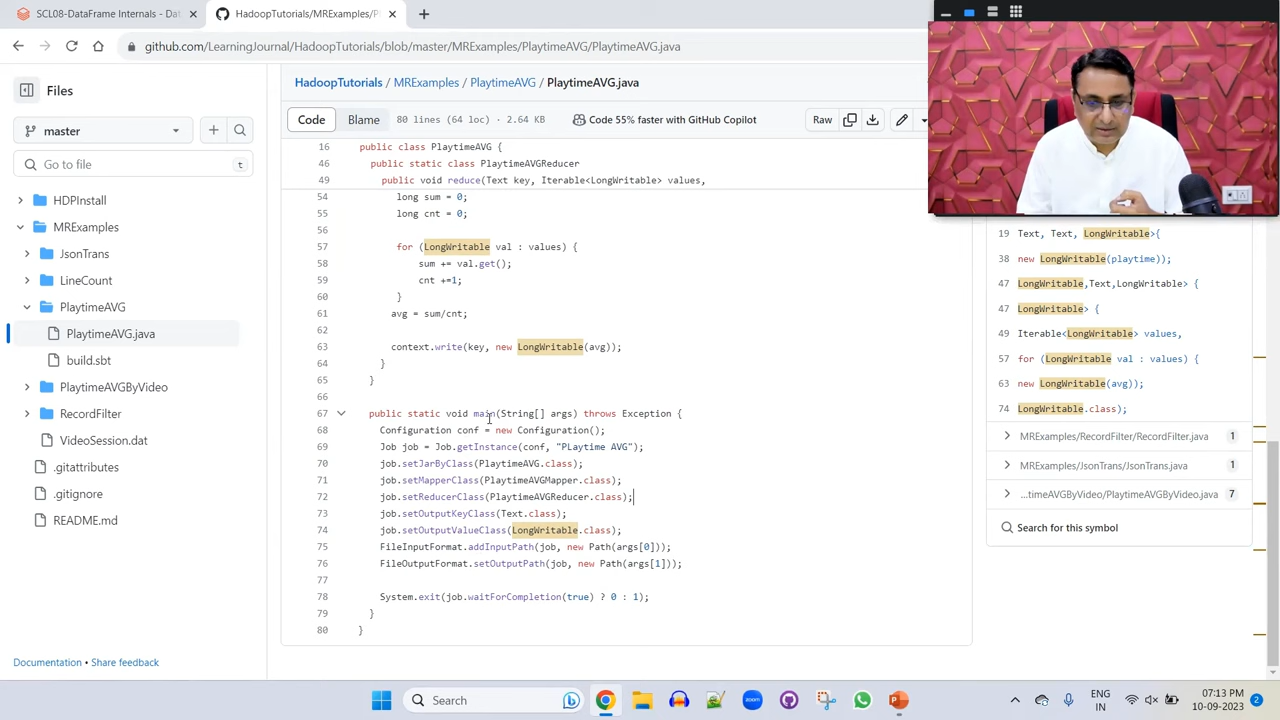 SCL08-DataFrame Internals - Dat
HadoopTutorials/MRExamples/Pl
github.com/LearningJournal/HadoopTutorials/blob/master/MRExamples/PlaytimeAVG/PlaytimeAVG.java
Files
master
Go to file
t
HDPInstall
MRExamples
JsonTrans
LineCount
PlaytimeAVG
PlaytimeAVG.java
build.sbt
PlaytimeAVGByVideo
RecordFilter
VideoSession.dat
.gitattributes
.gitignore
README.md
Documentation • Share feedback
HadoopTutorials / MRExamples / PlaytimeAVG / PlaytimeAVG.java
Code Blame 80 lines (64 loc) · 2.64 KB Code 55% faster with GitHub Copilot Raw
16 public class PlaytimeAVG {
46 public static class PlaytimeAVGReducer
49 public void reduce(Text key, Iterable<LongWritable> values,
54 long sum = 0;
55 long cnt = 0;
56
57 for (LongWritable val : values) {
58 sum += val.get();
59 cnt +=1;
60 }
61 avg = sum/cnt;
62
63 context.write(key, new LongWritable(avg));
64 }
65 }
66
67 public static void main(String[] args) throws Exception {
68 Configuration conf = new Configuration();
69 Job job = Job.getInstance(conf, "PLaytime AVG");
70 job.setJarByClass(PlaytimeAVG.class);
71 job.setMapperClass(PlaytimeAVGMapper.class);
72 job.setReducerClass(PlaytimeAVGReducer.class);
73 job.setOutputKeyClass(Text.class);
74 job.setOutputValueClass(LongWritable.class);
75 FileInputFormat.addInputPath(job, new Path(args[0]));
76 FileOutputFormat.setOutputPath(job, new Path(args[1]));
77
78 System.exit(job.waitForCompletion(true) ? 0 : 1);
79 }
80 }
19 Text, Text, LongWritable>{
38 new LongWritable(playtime));
47 LongWritable,Text,LongWritable> {
47 LongWritable> {
49 Iterable<LongWritable> values,
57 for (LongWritable val : values) {
63 new LongWritable(avg));
74 LongWritable.class);
MRExamples/RecordFilter/RecordFilter.java 1
MRExamples/JsonTrans/JsonTrans.java 1
...timeAVGByVideo/PlaytimeAVGByVideo.java 7
Search for this symbol
Search
ENG
IN
07:13 PM
10-09-2023
2